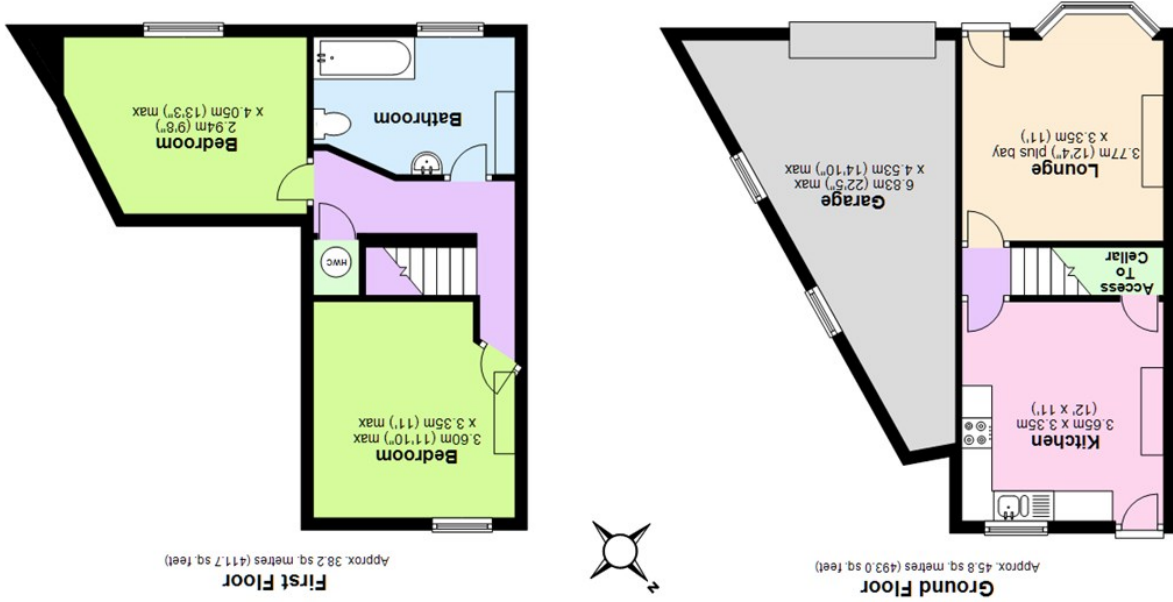 Ground Floor
Approx. 45.8 sq. metres (493.0 sq. feet)
Kitchen
3.65m x 3.35m
(12' x 11')
Access
To
Cellar
Lounge
3.77m (12'4") plus bay
x 3.35m (11')
Garage
6.83m (22'5") max
x 4.53m (14'10") max
N
First Floor
Approx. 38.2 sq. metres (411.7 sq. feet)
Bedroom
3.60m (11'10") max
x 3.35m (11') max
HWC
Bathroom
Bedroom
2.94m (9'8")
x 4.05m (13'3") max